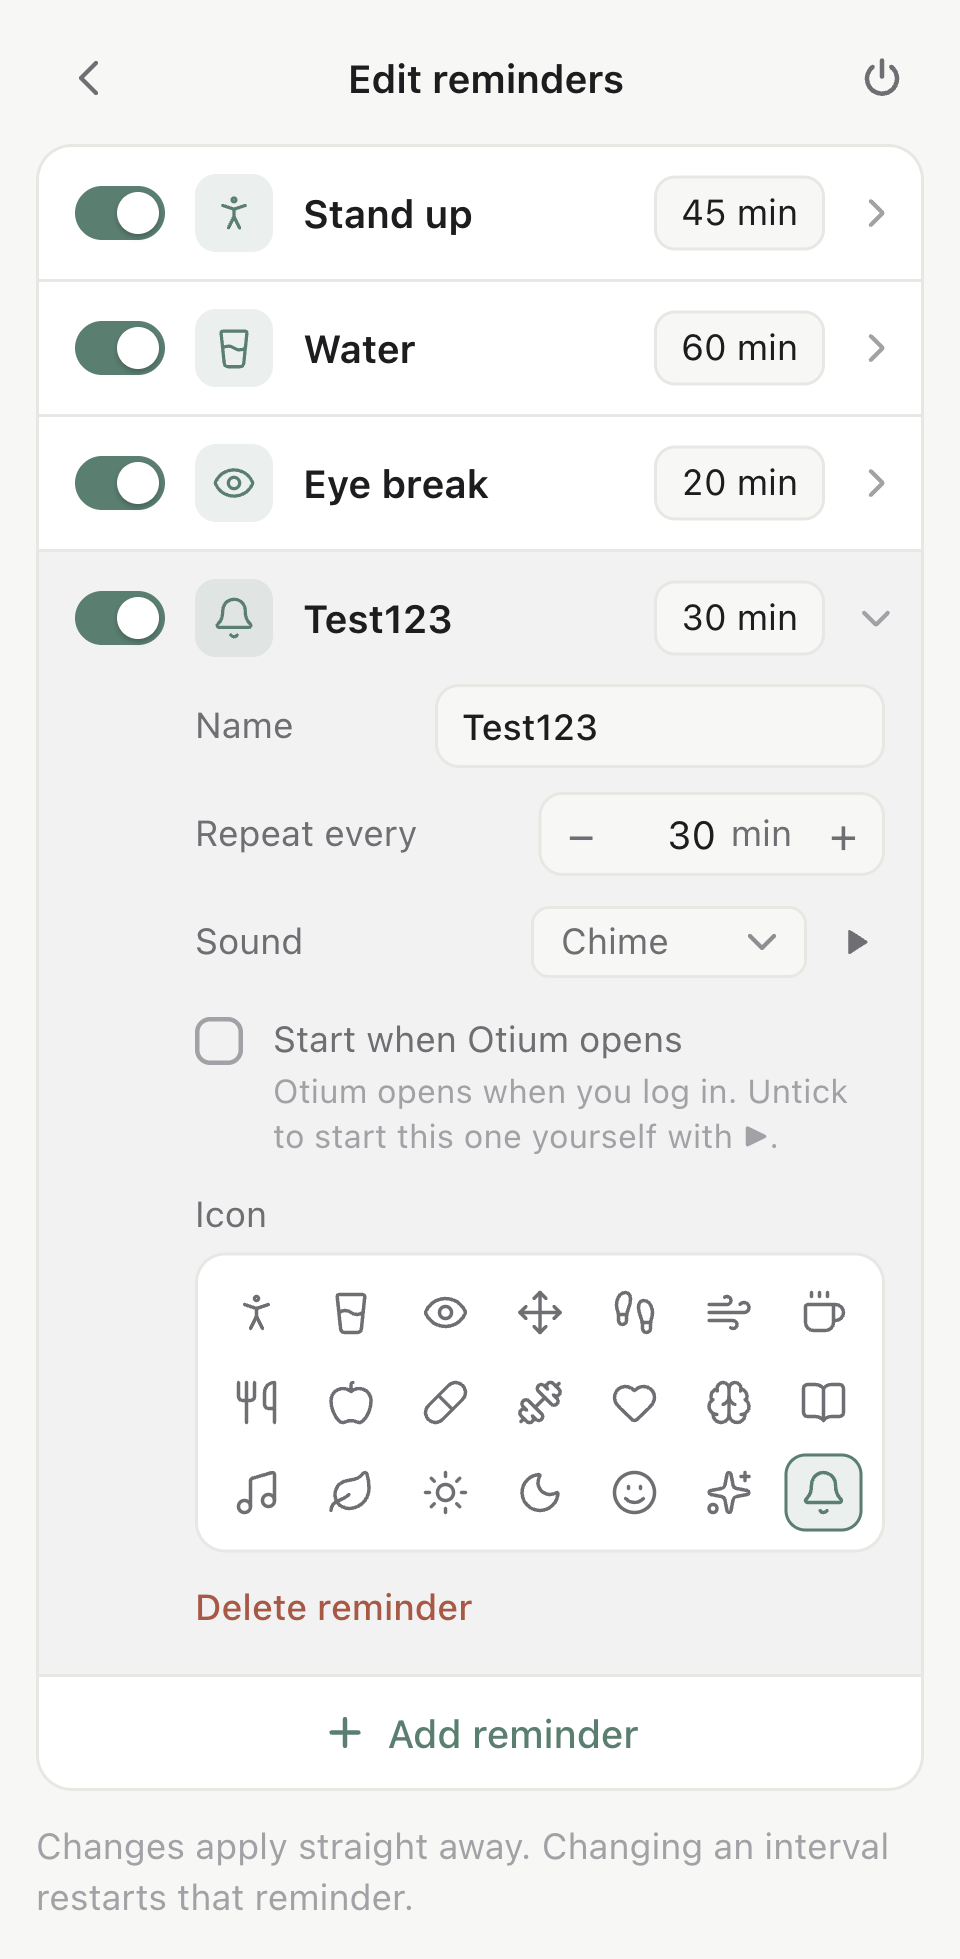 Edit reminders
Stand up 45 min
Water 60 min
Eye break 20 min
Test123 30 min
Name Test123
Repeat every − 30 min +
Sound Chime
Start when Otium opens
Otium opens when you log in. Untick
to start this one yourself with ▶.
Icon
Delete reminder
+ Add reminder
Changes apply straight away. Changing an interval
restarts that reminder.